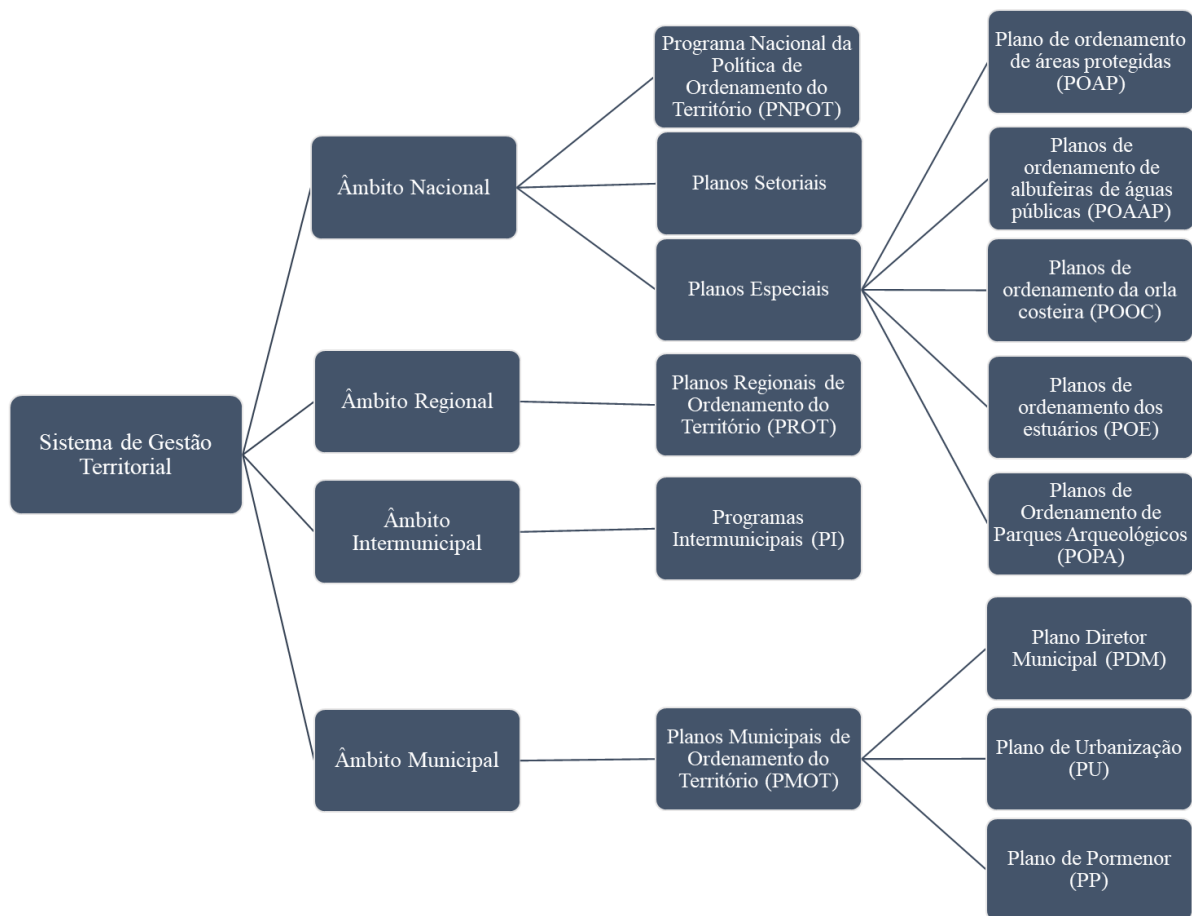 Sistema de Gestão
Territorial
Âmbito Nacional
Programa Nacional da
Política de
Ordenamento do
Território (PNPOT)
Planos Setoriais
Planos Especiais
Plano de ordenamento
de áreas protegidas
(POAP)
Planos de
ordenamento de
albufeiras de águas
públicas (POAAP)
Planos de
ordenamento da orla
costeira (POOC)
Planos de
ordenamento dos
estuários (POE)
Planos de
Ordenamento de
Parques Arqueológicos
(POPA)
Âmbito Regional
Planos Regionais de
Ordenamento do
Território (PROT)
Âmbito
Intermunicipal
Programas
Intermunicipais (PI)
Âmbito Municipal
Planos Municipais de
Ordenamento do
Território (PMOT)
Plano Diretor
Municipal (PDM)
Plano de Urbanização
(PU)
Plano de Pormenor
(PP)